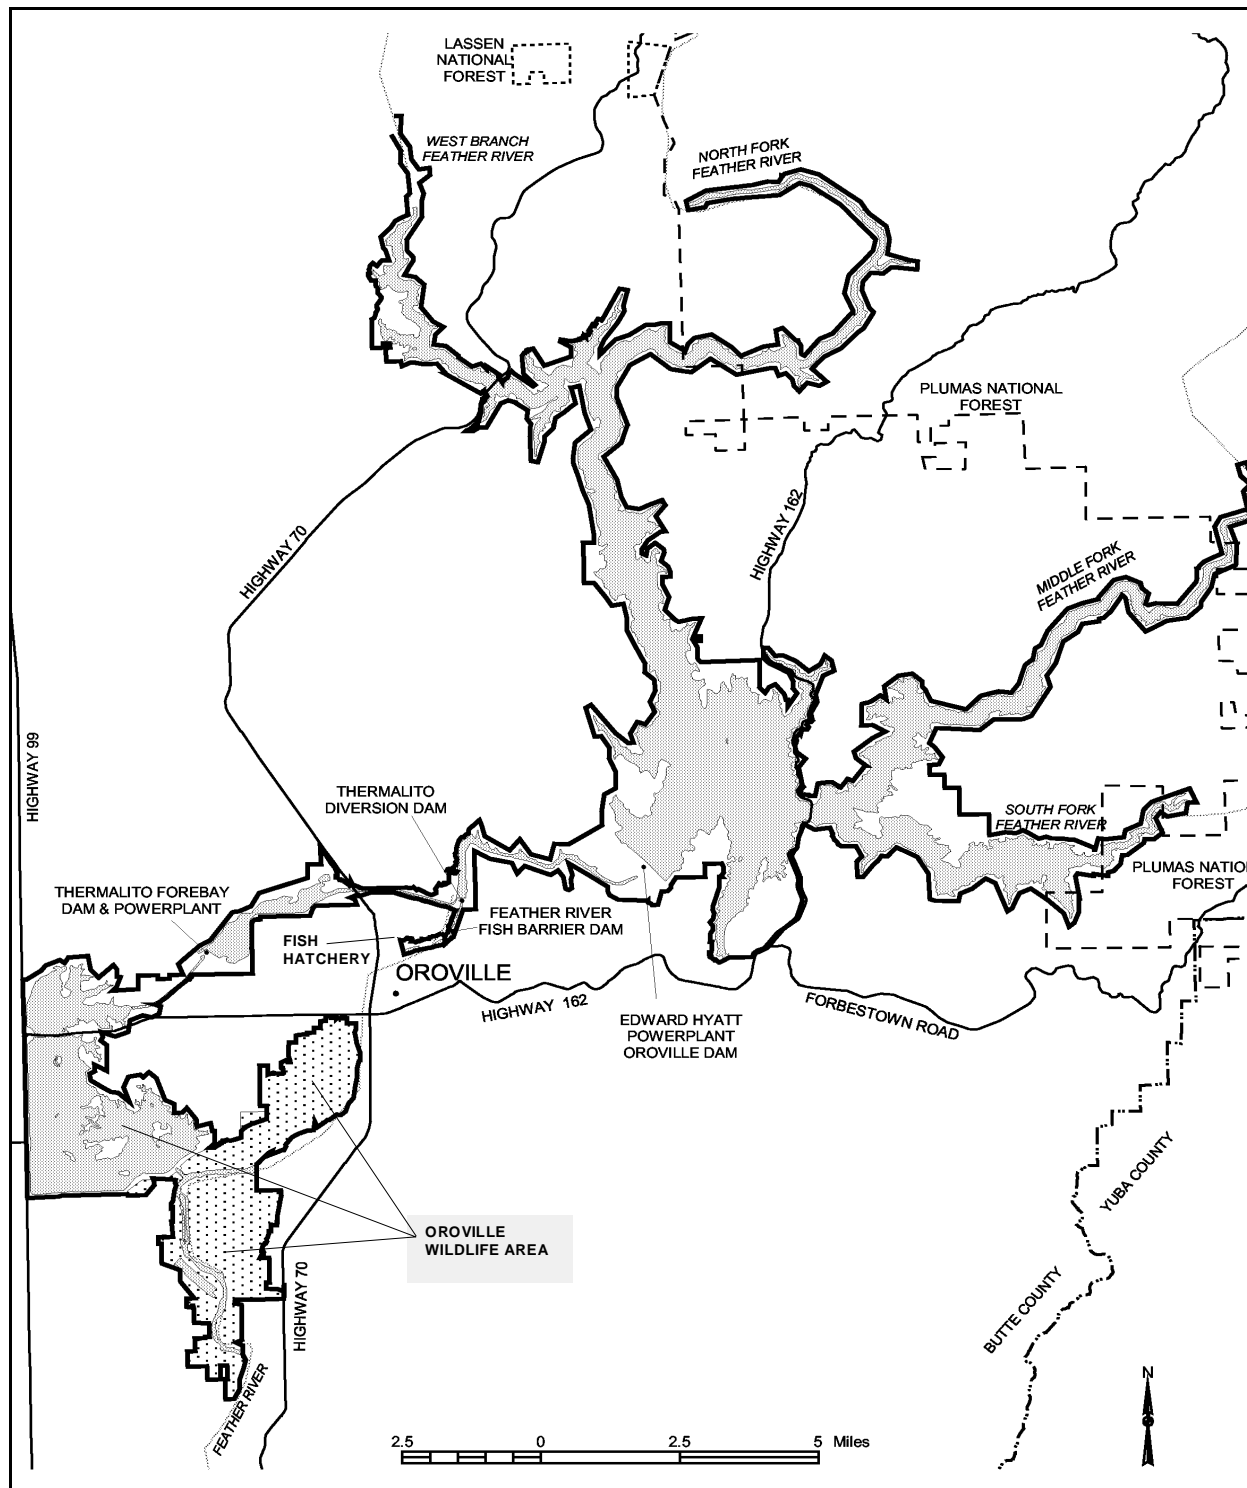 LASSEN
NATIONAL
FOREST
WEST BRANCH
FEATHER RIVER
NORTH FORK
FEATHER RIVER
PLUMAS NATIONAL
FOREST
HIGHWAY 70
HIGHWAY 162
MIDDLE FORK
FEATHER RIVER
HIGHWAY 99
THERMALITO
DIVERSION DAM
SOUTH FORK
FEATHER RIVER
PLUMAS NATIO
FOREST
THERMALITO FOREBAY
DAM & POWERPLANT
FEATHER RIVER
FISH BARRIER DAM
FISH
HATCHERY
OROVILLE
HIGHWAY 162
FORBESTOWN ROAD
EDWARD HYATT
POWERPLANT
OROVILLE DAM
YUBA COUNTY
OROVILLE
WILDLIFE AREA
HIGHWAY 70
BUTTE COUNTY
FEATHER RIVER
N
2.5 0 2.5 5 Miles